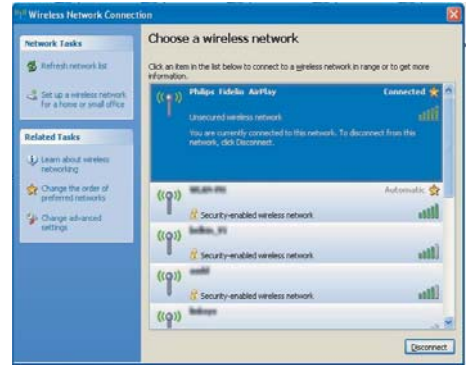 Wireless Network Connection
Network Tasks
Refresh network list
Set up a wireless network
for a home or small office
Related Tasks
Learn about wireless
networking
Change the order of
preferred networks
Change advanced
settings
Choose a wireless network
Click an item in the list below to connect to a wireless network in range or to get more
information.
Philips Fidelio AirPlay Connected
Unsecured wireless network
You are currently connected to this network. To disconnect from this
network, click Disconnect.
Automatic
Security-enabled wireless network
Security-enabled wireless network
Security-enabled wireless network
Disconnect